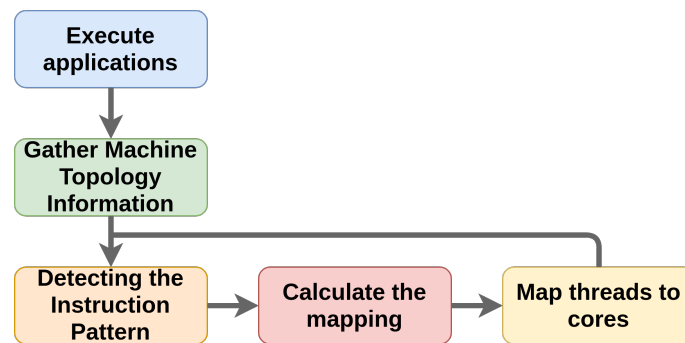 Execute
applications
Gather Machine
Topology
Information
Detecting the
Instruction
Pattern
Calculate the
mapping
Map threads to
cores